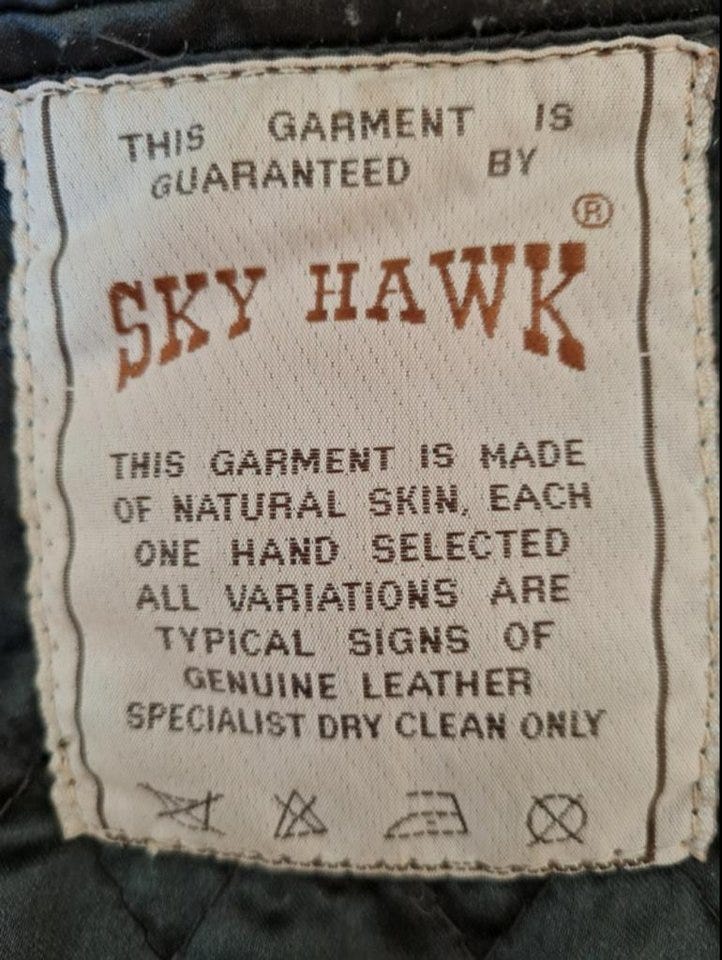 THIS GARMENT IS
GUARANTEED BY
SKY HAWK ®
THIS GARMENT IS MADE
OF NATURAL SKIN, EACH
ONE HAND SELECTED
ALL VARIATIONS ARE
TYPICAL SIGNS OF
GENUINE LEATHER
SPECIALIST DRY CLEAN ONLY